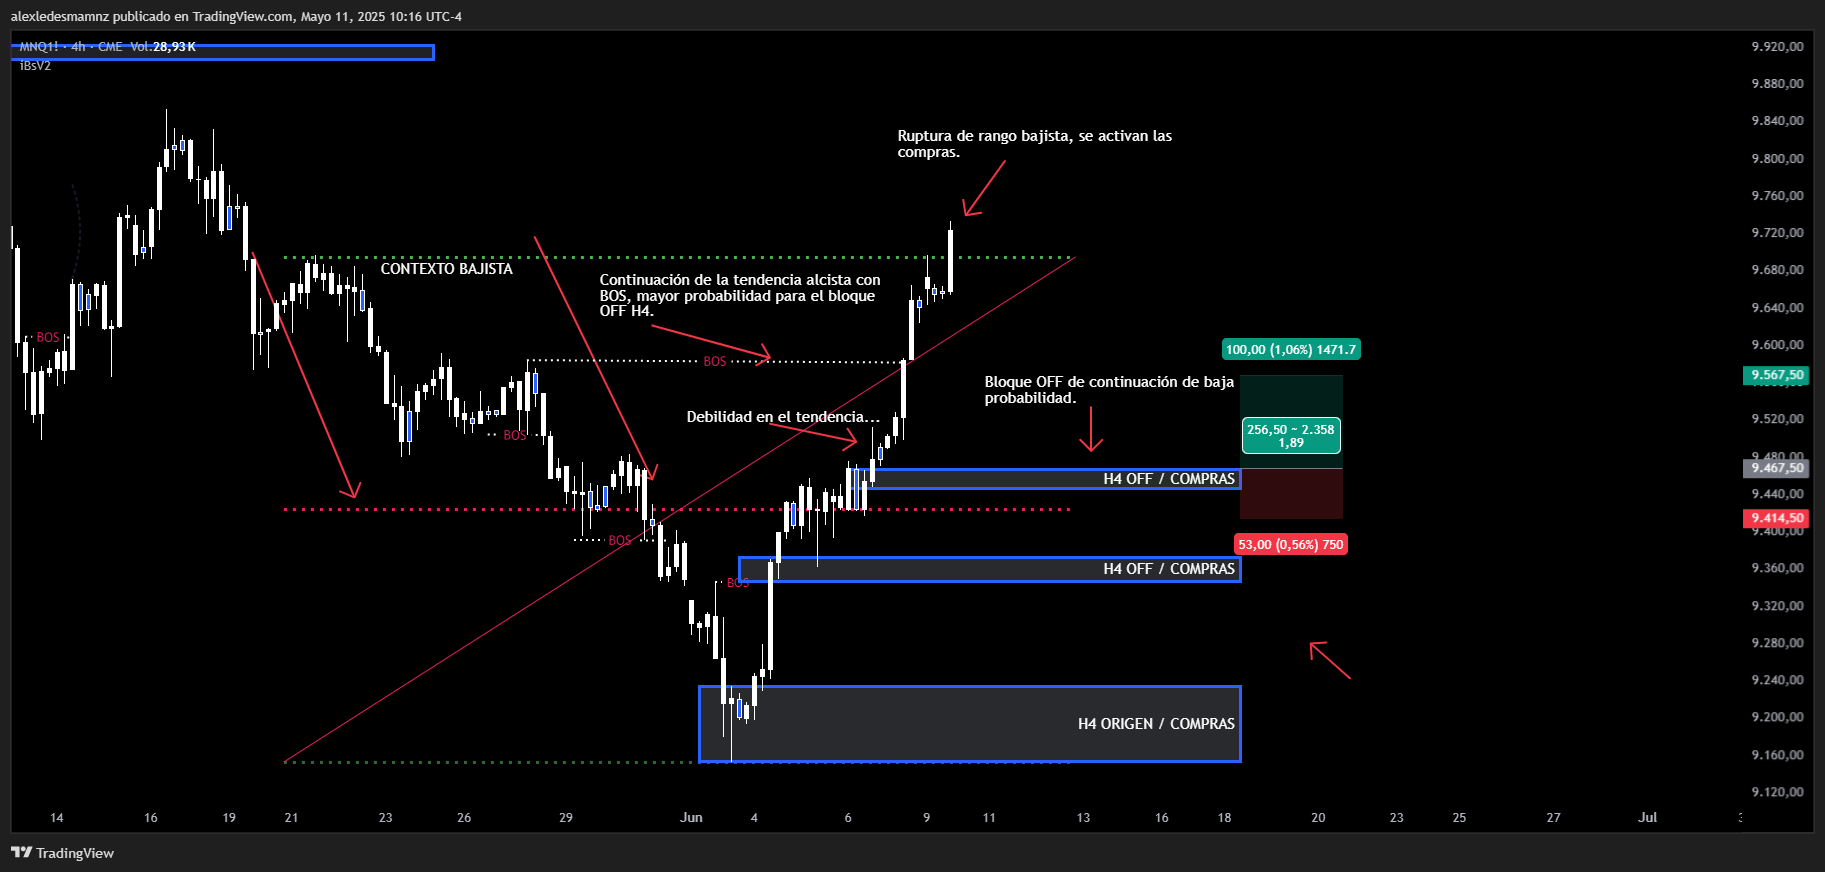 alexledesmamnz publicado en TradingView.com, Mayo 11, 2025 10:16 UTC-4
MNQ1! · 4h · CME Vol.28,93 K
iBsV2
Ruptura de rango bajista, se activan las
compras.
CONTEXTO BAJISTA
Continuación de la tendencia alcista con
BOS, mayor probabilidad para el bloque
OFF H4.
BOS
BOS
Bloque OFF de continuación de baja
probabilidad.
Debilidad en el tendencia...
BOS
BOS
BOS
H4 OFF / COMPRAS
H4 OFF / COMPRAS
H4 ORIGEN / COMPRAS
100,00 (1,06%) 1471.7
256,50 ~ 2.358
1,89
53,00 (0,56%) 750
9.920,00
9.880,00
9.840,00
9.800,00
9.760,00
9.720,00
9.680,00
9.640,00
9.600,00
9.567,50
9.520,00
9.480,00
9.467,50
9.440,00
9.414,50
9.400,00
9.360,00
9.320,00
9.280,00
9.240,00
9.200,00
9.160,00
9.120,00
14 16 19 21 23 26 29 Jun 4 6 9 11 13 16 18 20 23 25 27 Jul
TradingView